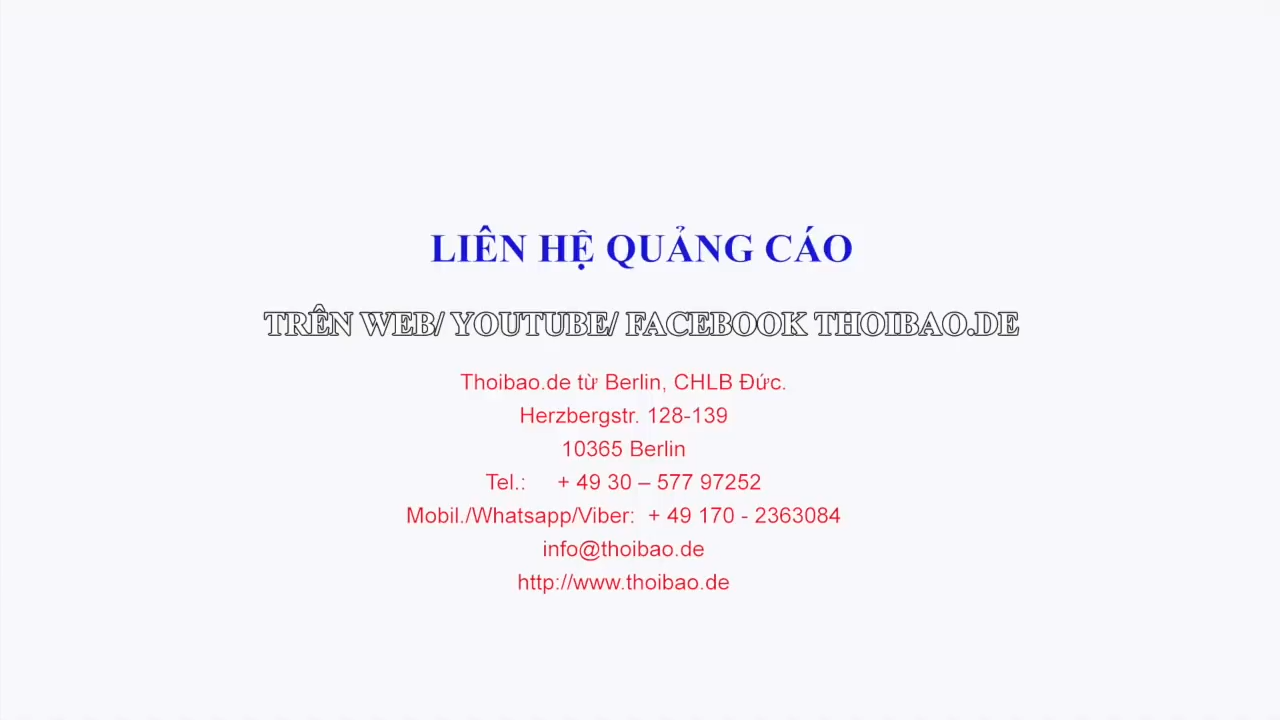 LIÊN HỆ QUẢNG CÁO
TRÊN WEB/ YOUTUBE/ FACEBOOK THOIBAO.DE
Thoibao.de từ Berlin, CHLB Đức.
Herzbergstr. 128-139
10365 Berlin
Tel.: + 49 30 – 577 97252
Mobil./Whatsapp/Viber: + 49 170 - 2363084
info@thoibao.de
http://www.thoibao.de